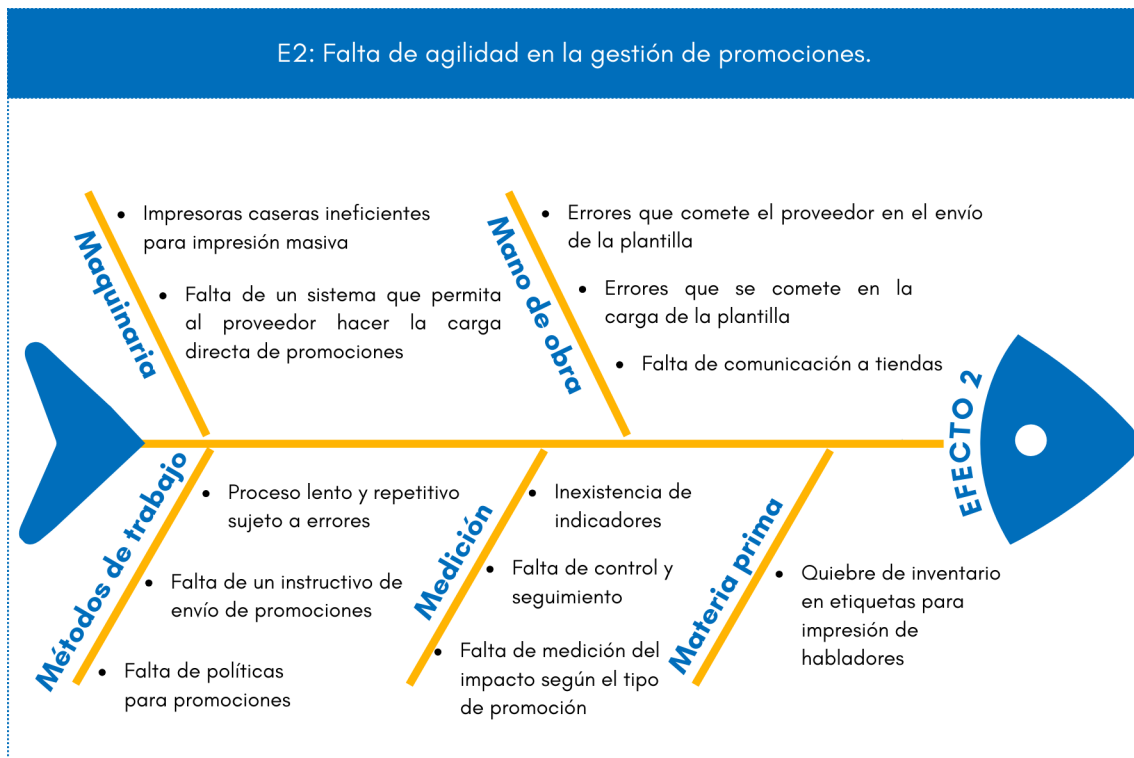 E2: Falta de agilidad en la gestión de promociones.
Maquinaria
• Impresoras caseras ineficientes
para impresión masiva
• Falta de un sistema que permita
al proveedor hacer la carga
directa de promociones
Mano de obra
• Errores que comete el proveedor en el envío
de la plantilla
• Errores que se comete en la
carga de la plantilla
• Falta de comunicación a tiendas
EFECTO 2
Métodos de trabajo
• Proceso lento y repetitivo
sujeto a errores
• Falta de un instructivo de
envío de promociones
• Falta de políticas
para promociones
Medición
• Inexistencia de
indicadores
• Falta de control y
seguimiento
• Falta de medición del
impacto según el tipo
de promoción
Materia prima
• Quiebre de inventario
en etiquetas para
impresión de
habladores